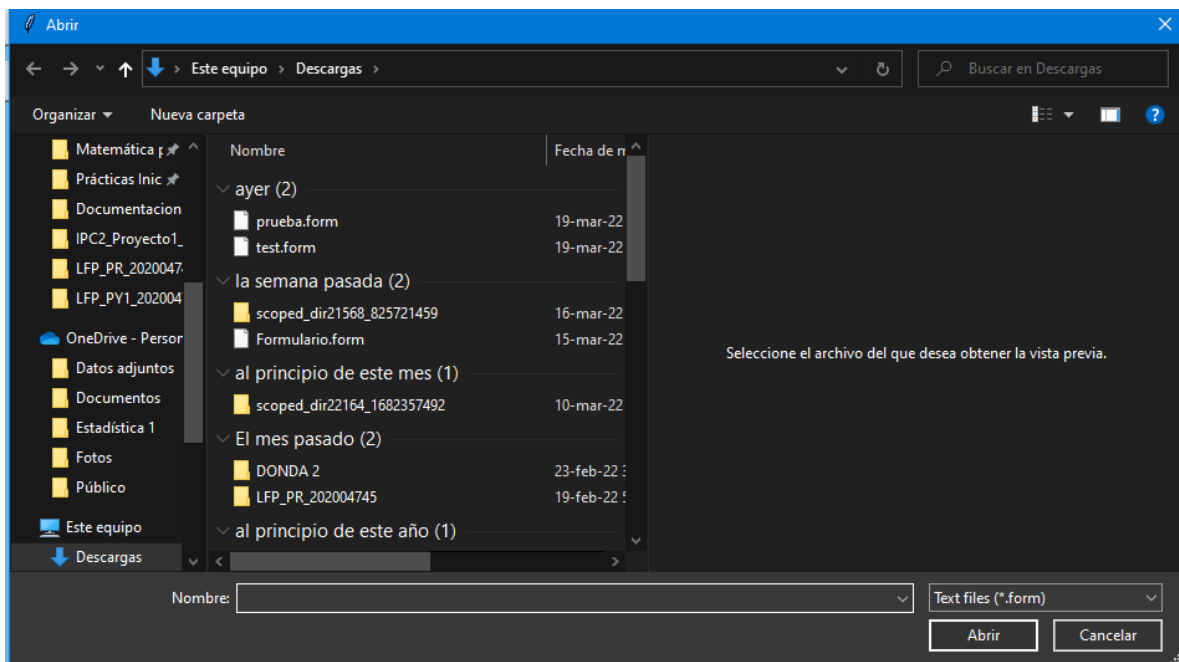 Abrir
Este equipo > Descargas >
Buscar en Descargas
Organizar
Nueva carpeta
Matemática p
Prácticas Inic
Documentacion
IPC2_Proyecto1_
LFP_PR_2020047
LFP_PY1_202004
OneDrive - Person
Datos adjuntos
Documentos
Estadística 1
Fotos
Público
Este equipo
Descargas
Nombre
Fecha de m
ayer (2)
prueba.form 19-mar-22
test.form 19-mar-22
la semana pasada (2)
scoped_dir21568_825721459 16-mar-22
Formulario.form 15-mar-22
al principio de este mes (1)
scoped_dir22164_1682357492 10-mar-22
El mes pasado (2)
DONDA 2 23-feb-22
LFP_PR_202004745 19-feb-22
al principio de este año (1)
Seleccione el archivo del que desea obtener la vista previa.
Nombre:
Text files (*.form)
Abrir
Cancelar